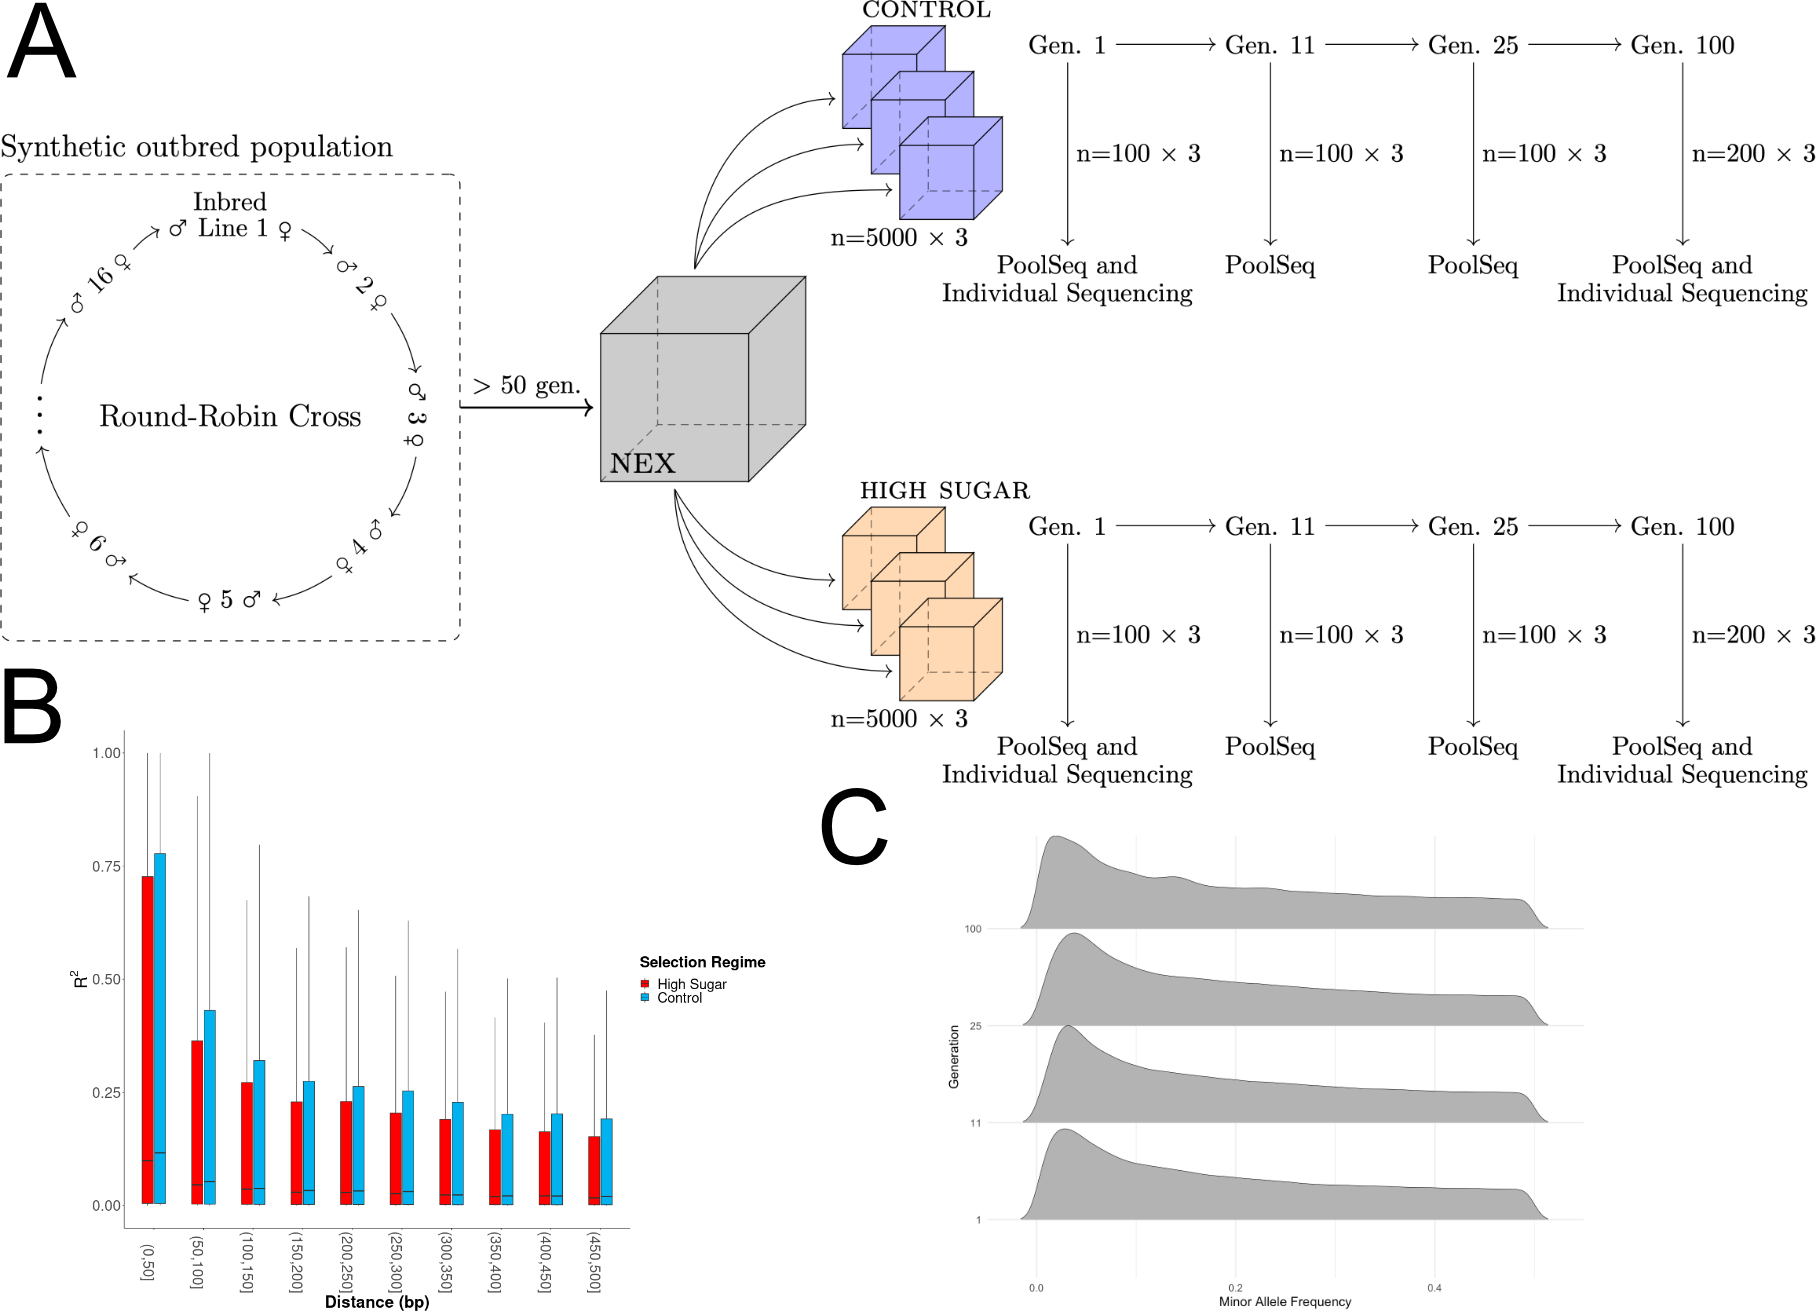 A
Synthetic outbred population
Inbred
♂ Line 1 ♀
♂ 2 ♀
♂ 3 ♀
♂ 4 ♀
♀ 5 ♂
♂ 6 ♀
⋮
♂ 16 ♀
Round-Robin Cross
> 50 gen.
NEX
CONTROL
n=5000 × 3
Gen. 1
Gen. 11
Gen. 25
Gen. 100
n=100 × 3
n=100 × 3
n=100 × 3
n=200 × 3
PoolSeq and
Individual Sequencing
PoolSeq
PoolSeq
PoolSeq and
Individual Sequencing
HIGH SUGAR
n=5000 × 3
Gen. 1
Gen. 11
Gen. 25
Gen. 100
n=100 × 3
n=100 × 3
n=100 × 3
n=200 × 3
PoolSeq and
Individual Sequencing
PoolSeq
PoolSeq
PoolSeq and
Individual Sequencing
B
R²
1.00
0.75
0.50
0.25
0.00
(0,50]
(50,100]
(100,150]
(150,200]
(200,250]
(250,300]
(300,350]
(350,400]
(400,450]
(450,500]
Distance (bp)
Selection Regime
High Sugar
Control
C
Generation
100
25
11
1
0.0
0.2
0.4
Minor Allele Frequency